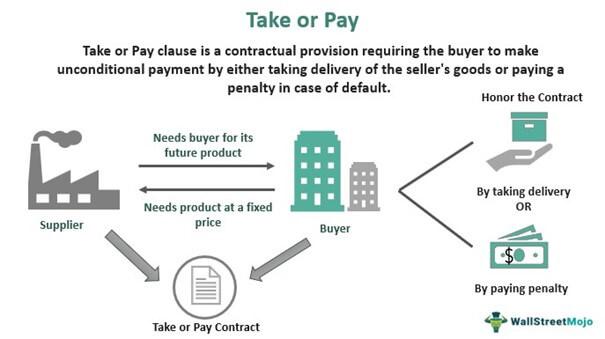 Take or Pay
Take or Pay clause is a contractual provision requiring the buyer to make
unconditional payment by either taking delivery of the seller's goods or paying a
penalty in case of default.
Honor the Contract
Needs buyer for its
future product
Needs product at a fixed
price
Supplier
Buyer
By taking delivery
OR
$
By paying penalty
Take or Pay Contract
WallStreetMojo